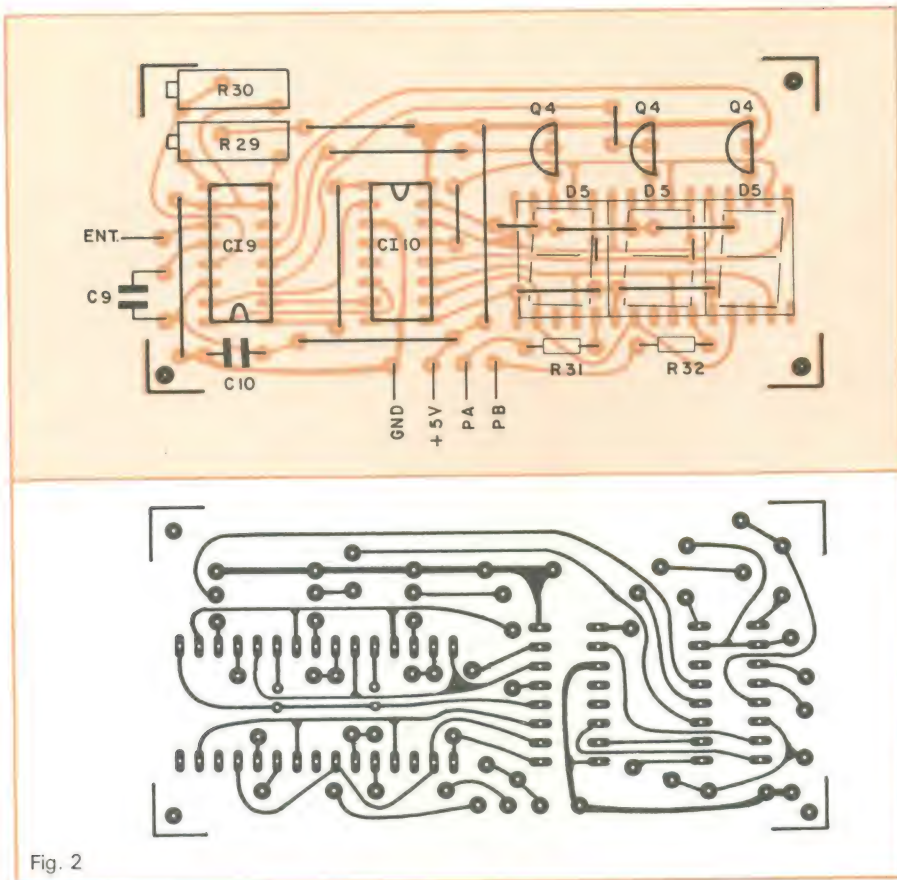 R30
Q4 Q4 Q4
R29
D5 D5 D5
ENT.
CI9 CI10
C9
C10 R31 R32
GND
+5V
PA
PB
Fig. 2